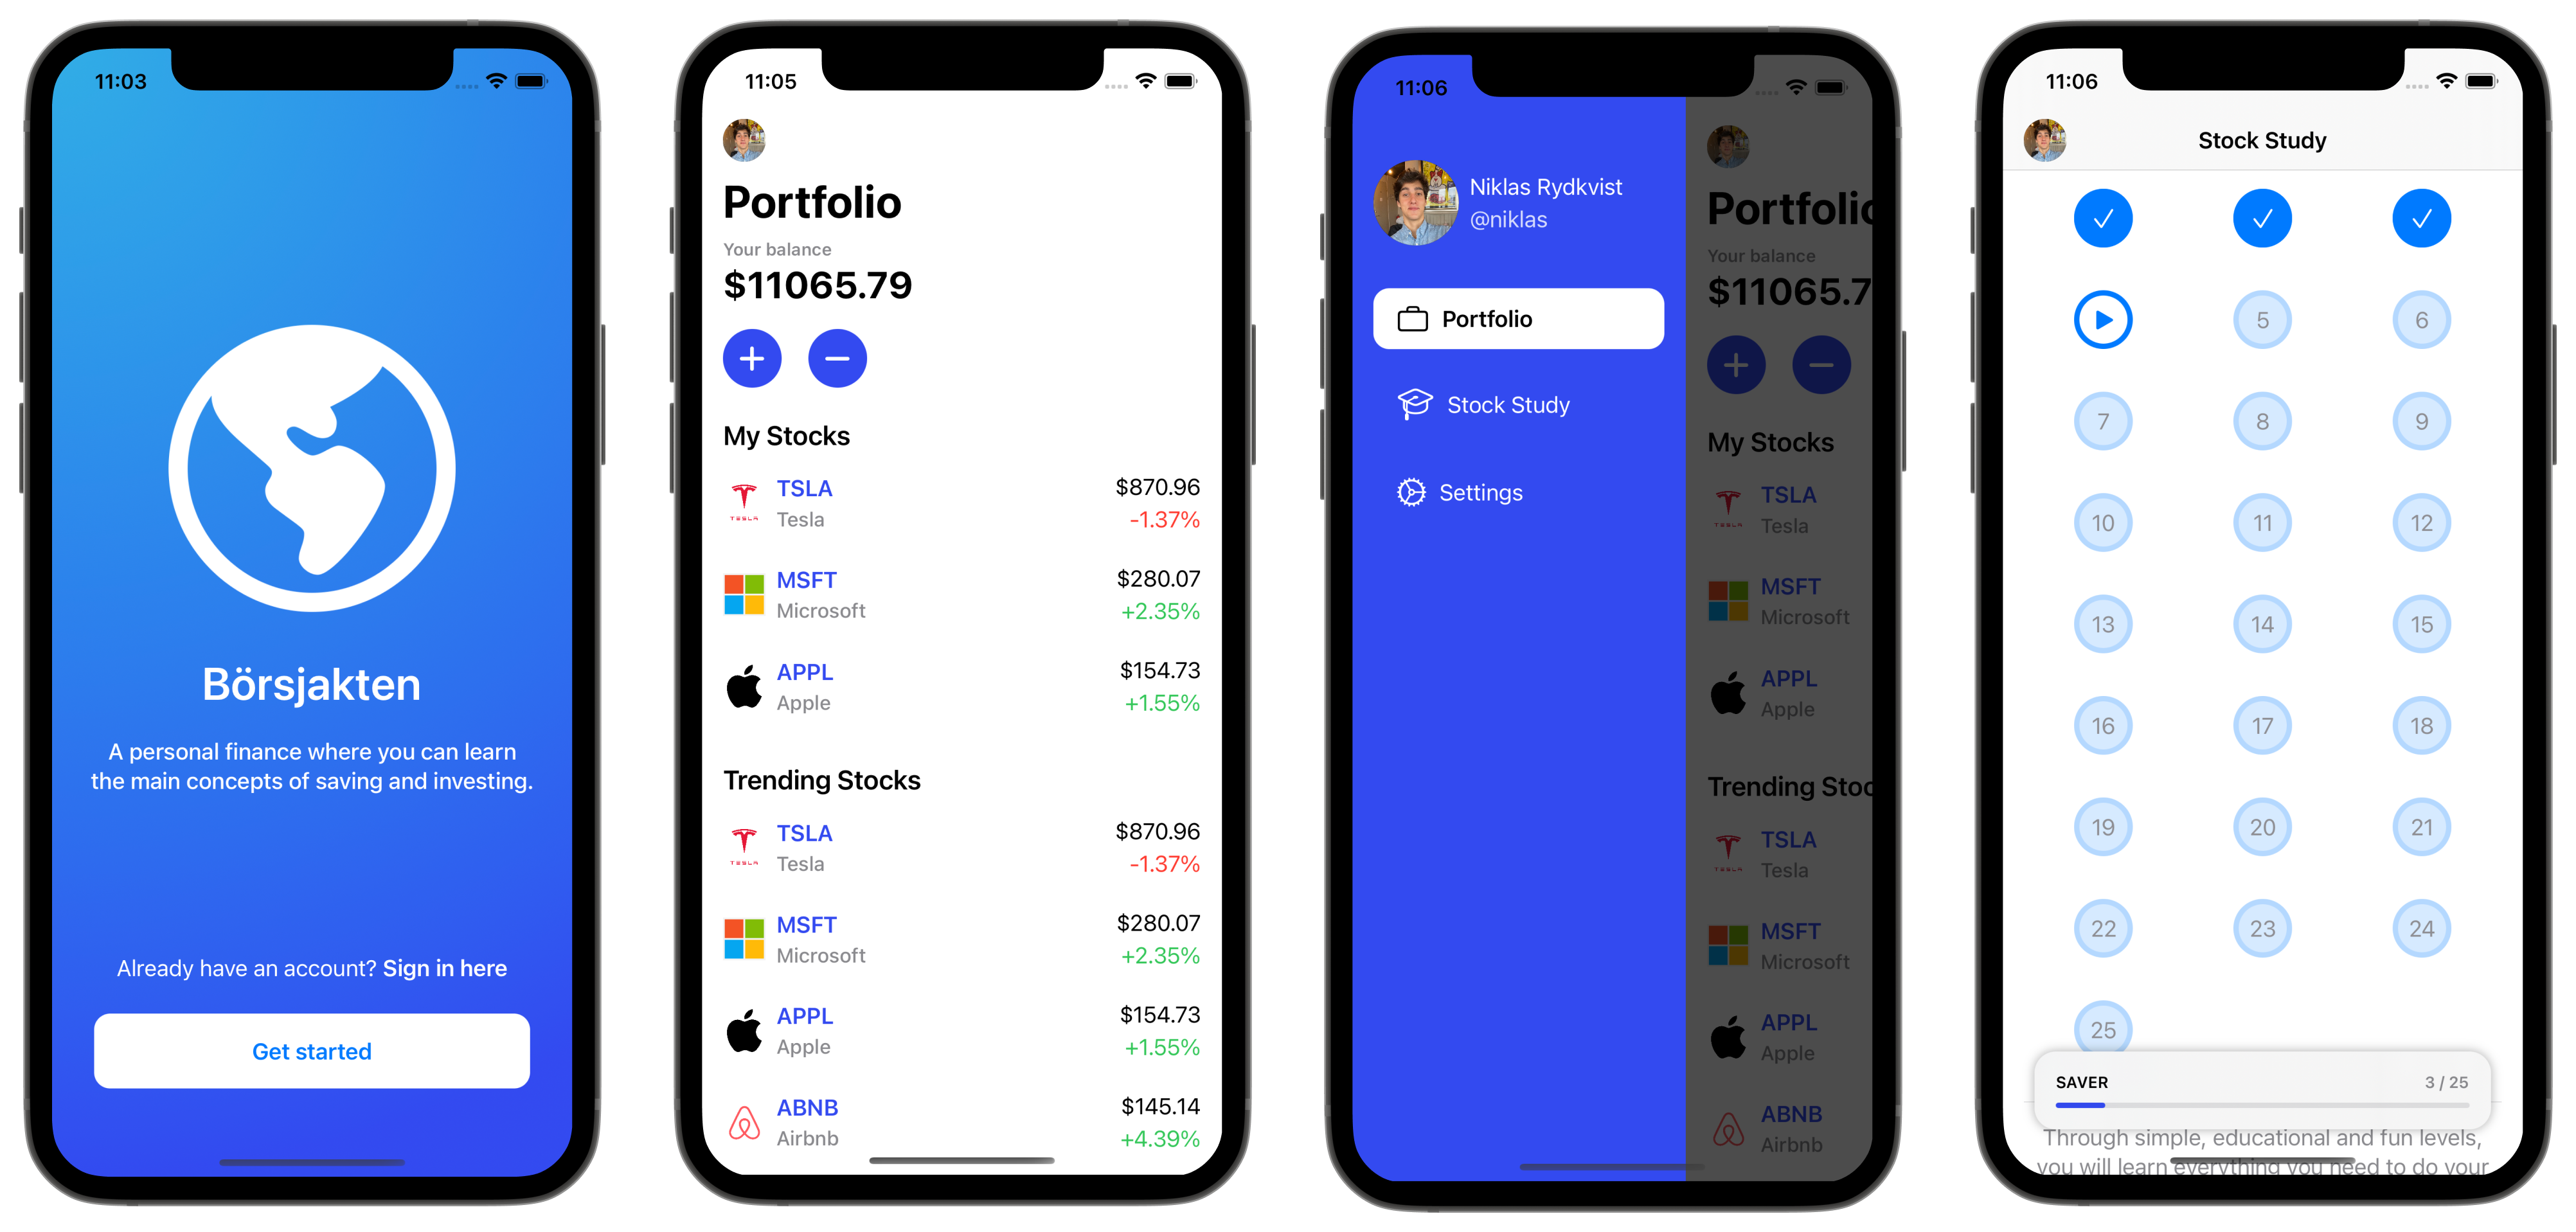 11:03
Börsjakten
A personal finance where you can learn
the main concepts of saving and investing.
Already have an account? Sign in here
Get started
11:05
Portfolio
Your balance
$11065.79
My Stocks
TSLA $870.96
TESLA
Tesla -1.37%
MSFT $280.07
Microsoft +2.35%
APPL $154.73
Apple +1.55%
Trending Stocks
TSLA $870.96
TESLA
Tesla -1.37%
MSFT $280.07
Microsoft +2.35%
APPL $154.73
Apple +1.55%
ABNB $145.14
Airbnb +4.39%
11:06
Niklas Rydkvist
@niklas
Portfolio
Stock Study
Settings
Portfolio
Your balance
$11065.7
My Stocks
TSLA
TESLA
Tesla
MSFT
Microsoft
APPL
Apple
Trending Stoc
TSLA
TESLA
Tesla
MSFT
Microsoft
APPL
Apple
ABNB
Airbnb
11:06
Stock Study
5 6
7 8 9
10 11 12
13 14 15
16 17 18
19 20 21
22 23 24
25
SAVER 3 / 25
Through simple, educational and fun levels,
you will learn everything you need to do your